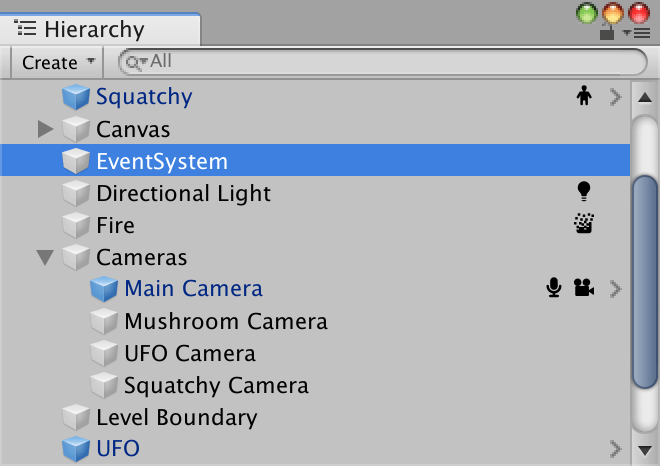 Hierarchy
Create All
Squatchy
Canvas
EventSystem
Directional Light
Fire
Cameras
Main Camera
Mushroom Camera
UFO Camera
Squatchy Camera
Level Boundary
UFO